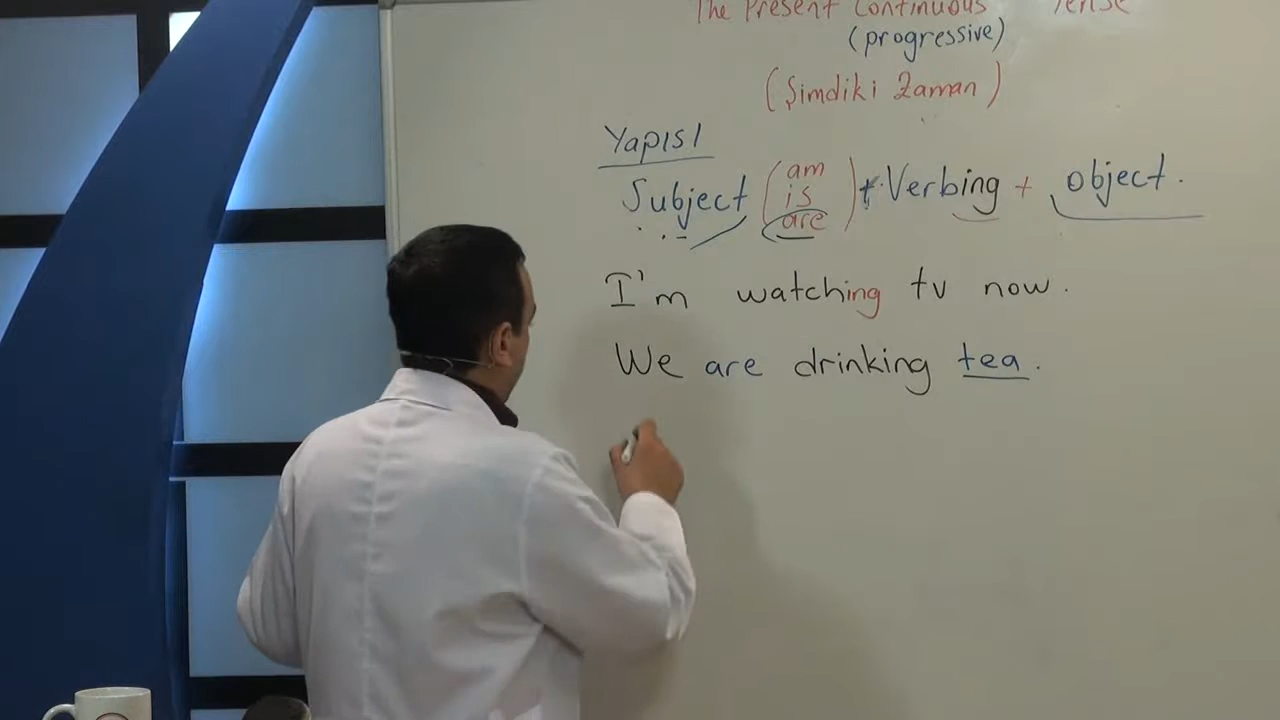 The Present Continuous Tense
(progressive)
(Şimdiki Zaman)
Yapısı
Subject (am is are) + Verbing + object.
I'm watching tv now.
We are drinking tea.